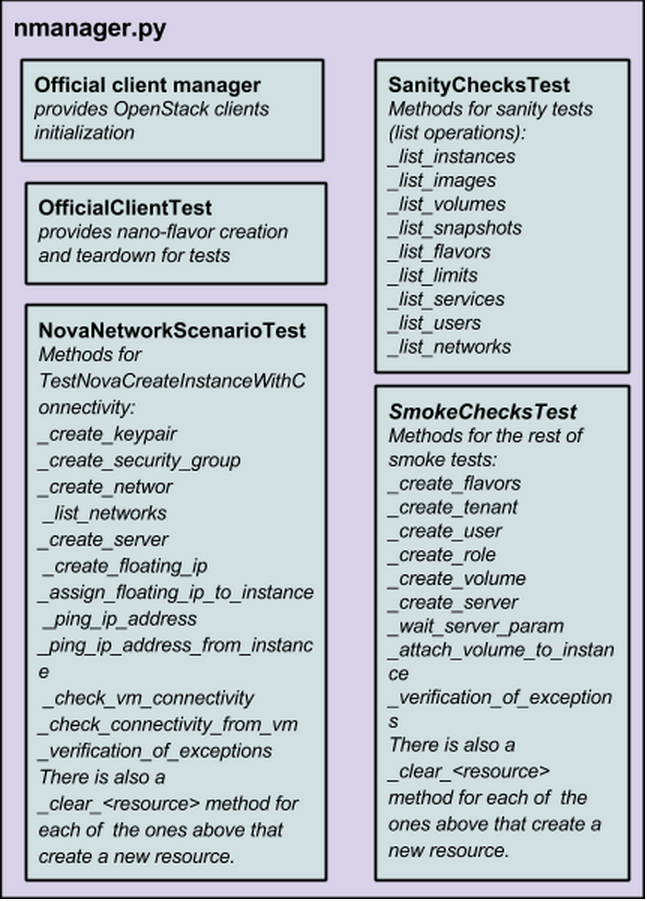 nmanager.py
Official client manager
provides OpenStack clients
initialization
OfficialClientTest
provides nano-flavor creation
and teardown for tests
NovaNetworkScenarioTest
Methods for
TestNovaCreateInstanceWithC
onnectivity:
_create_keypair
_create_security_group
_create_networ
_list_networks
_create_server
_create_floating_ip
_assign_floating_ip_to_instance
_ping_ip_address
_ping_ip_address_from_instanc
e
_check_vm_connectivity
_check_connectivity_from_vm
_verification_of_exceptions
There is also a
_clear_<resource> method for
each of  the ones above that
create a new resource.
SanityChecksTest
Methods for sanity tests
(list operations):
_list_instances
_list_images
_list_volumes
_list_snapshots
_list_flavors
_list_limits
_list_services
_list_users
_list_networks
SmokeChecksTest
Methods for the rest of
smoke tests:
_create_flavors
_create_tenant
_create_user
_create_role
_create_volume
_create_server
_wait_server_param
_attach_volume_to_instan
ce
_verification_of_exception
s
There is also a
_clear_<resource>
method for each of  the
ones above that create a
new resource.